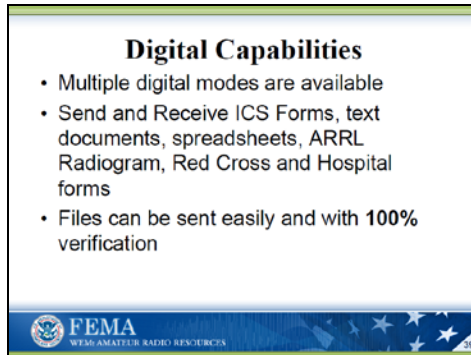 Digital Capabilities
• Multiple digital modes are available
• Send and Receive ICS Forms, text
documents, spreadsheets, ARRL
Radiogram, Red Cross and Hospital
forms
• Files can be sent easily and with 100%
verification
FEMA
WEM: AMATEUR RADIO RESOURCES